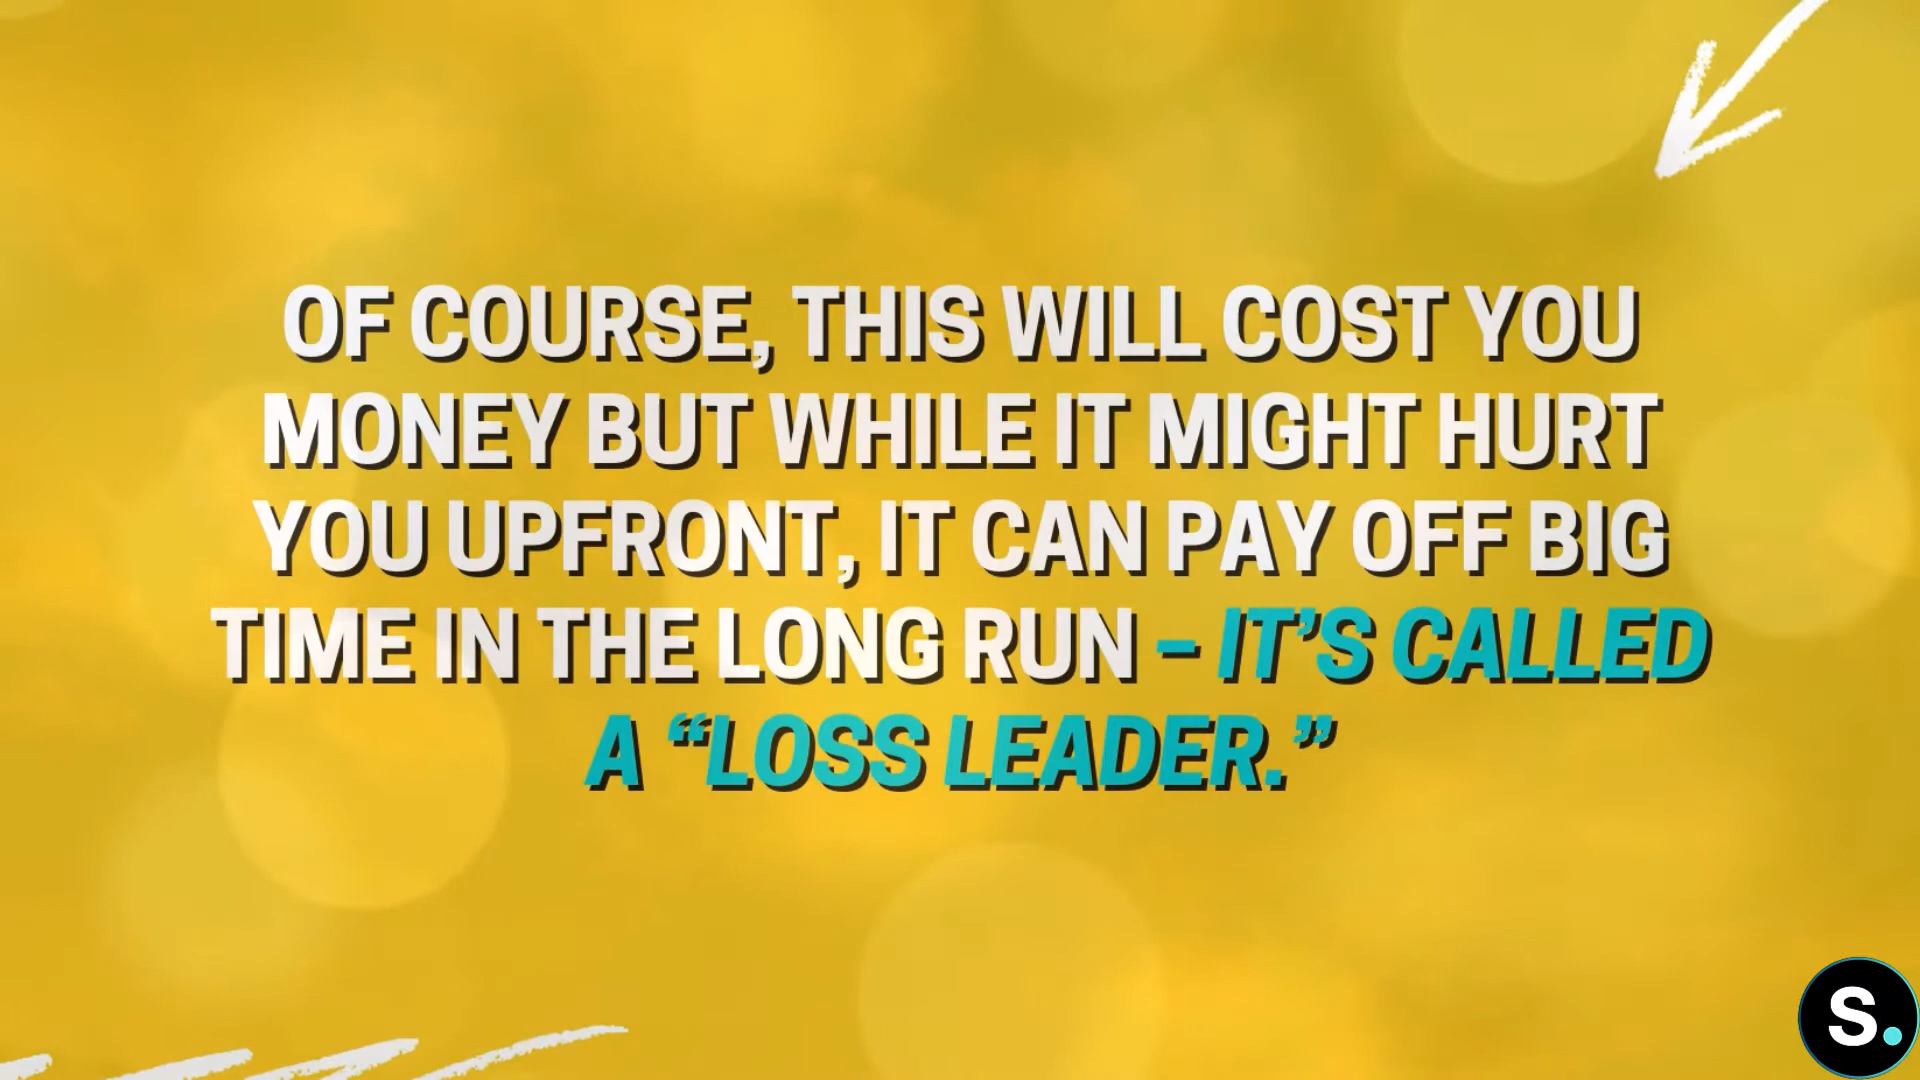 OF COURSE, THIS WILL COST YOU
MONEY BUT WHILE IT MIGHT HURT
YOU UPFRONT, IT CAN PAY OFF BIG
TIME IN THE LONG RUN – IT’S CALLED
A “LOSS LEADER.”
S.